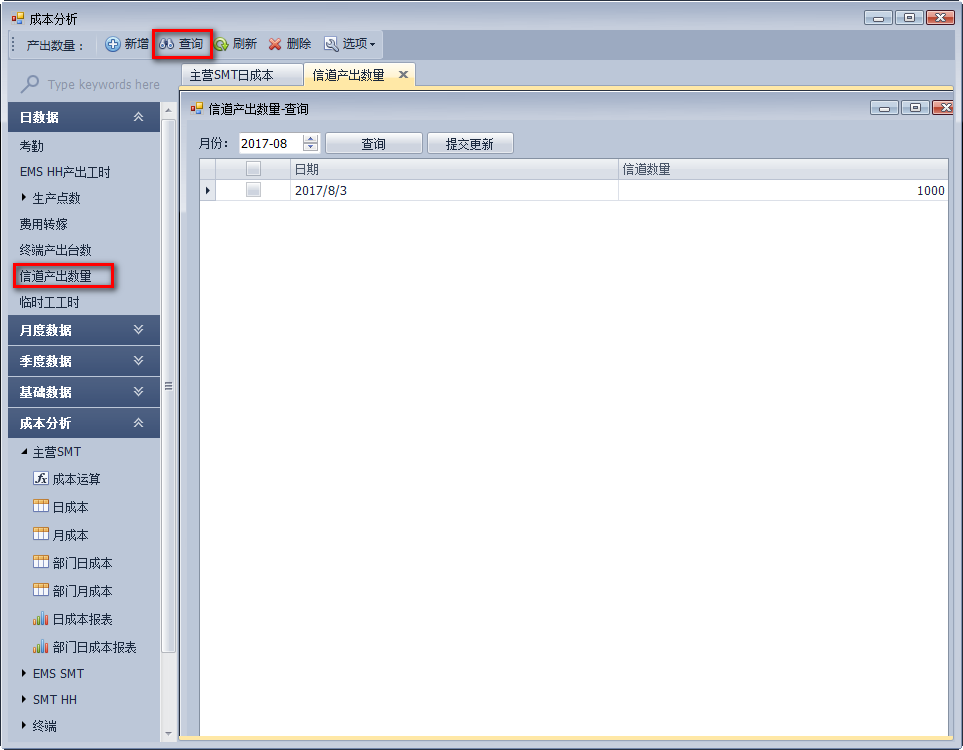 成本分析
产出数量： 新增 查询 刷新 删除 选项
Type keywords here
主营SMT日成本 信道产出数量
信道产出数量-查询
月份： 2017-08 查询 提交更新
日期 信道数量
2017/8/3 1000
日数据
考勤
EMS HH产出工时
生产点数
费用转嫁
终端产出台数
信道产出数量
临时工工时
月度数据
季度数据
基础数据
成本分析
主营SMT
fx 成本运算
日成本
月成本
部门日成本
部门月成本
日成本报表
部门日成本报表
EMS SMT
SMT HH
终端